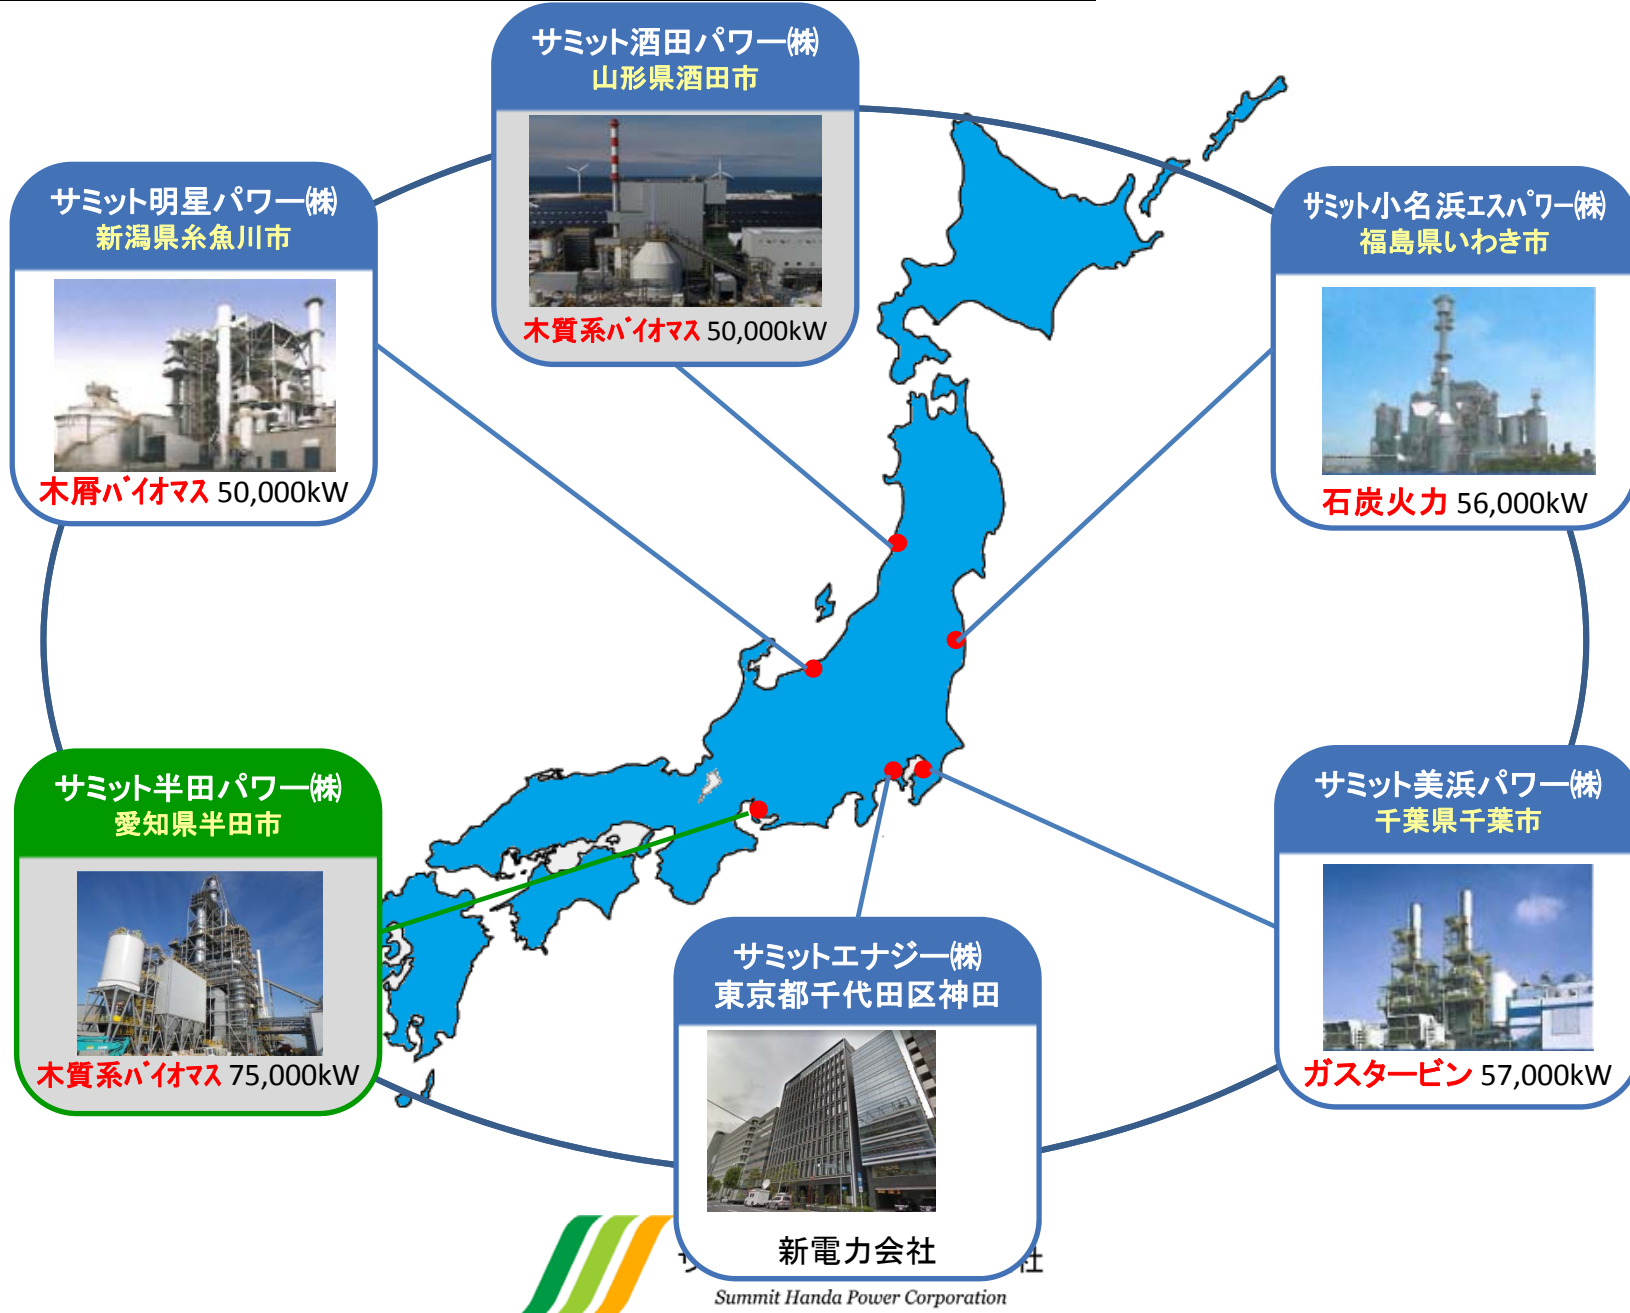 サミット酒田パワー㈱
山形県酒田市
木質系ﾊﾞｲｵﾏｽ 50,000kW
サミット明星パワー㈱
新潟県糸魚川市
木屑ﾊﾞｲｵﾏｽ 50,000kW
ｻﾐｯﾄ小名浜ｴｽﾊﾟﾜｰ㈱
福島県いわき市
石炭火力 56,000kW
サミット半田パワー㈱
愛知県半田市
木質系ﾊﾞｲｵﾏｽ 75,000kW
サミットエナジー㈱
東京都千代田区神田
新電力会社
サミット美浜パワー㈱
千葉県千葉市
ガスタービン 57,000kW
社
Summit Handa Power Corporation